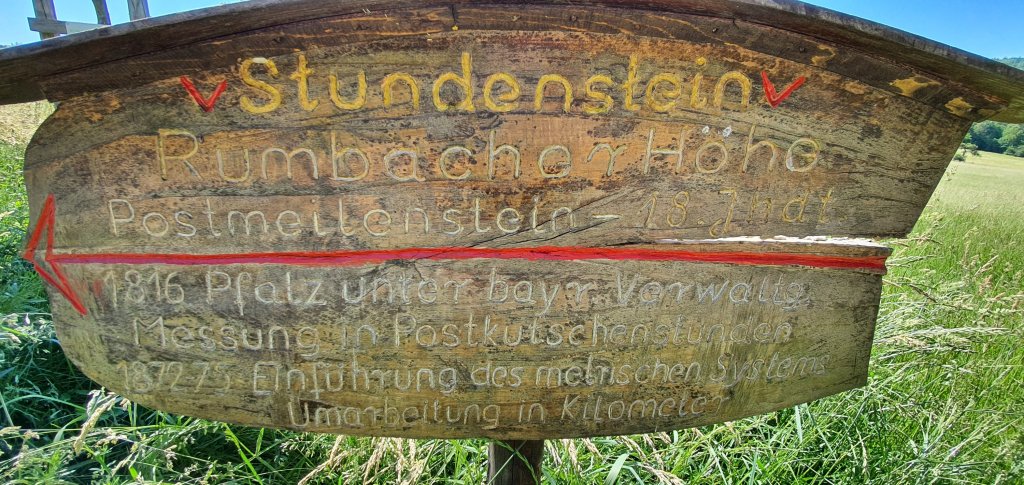 Stundenstein
Rumbacher Höhe
Postmeilenstein - 18 Jhdt.
1816 Pfalz unter bayr Verwaltg
Messung in Postkutschenstunden
1872 75 Einführung des metrischen Systems
Umarbeitung in Kilometer